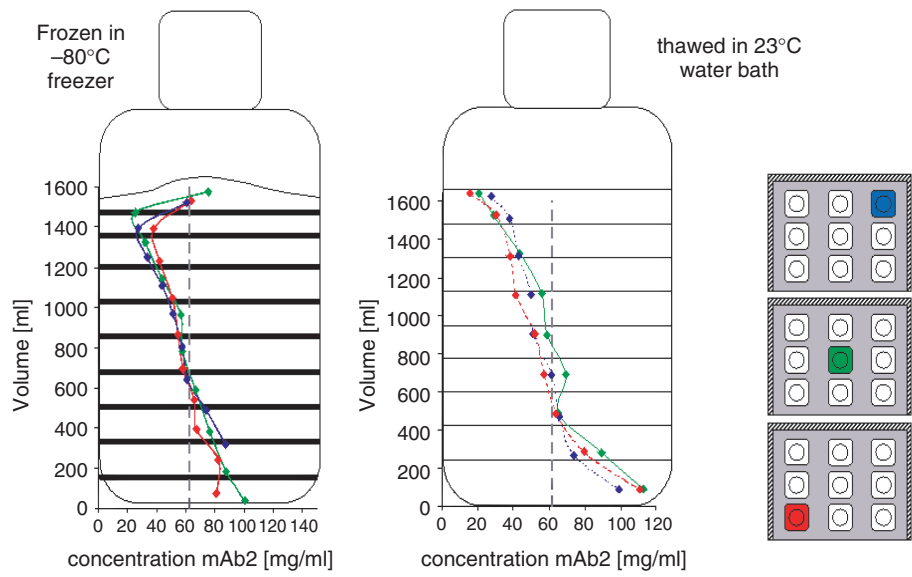 Frozen in
–80°C
freezer
thawed in 23°C
water bath
Volume [ml]
1600
1400
1200
1000
800
600
400
200
0
0 20 40 60 80 100 120 140
concentration mAb2 [mg/ml]
Volume [ml]
1600
1400
1200
1000
800
600
400
200
0
0 20 40 60 80 100 120
concentration mAb2 [mg/ml]